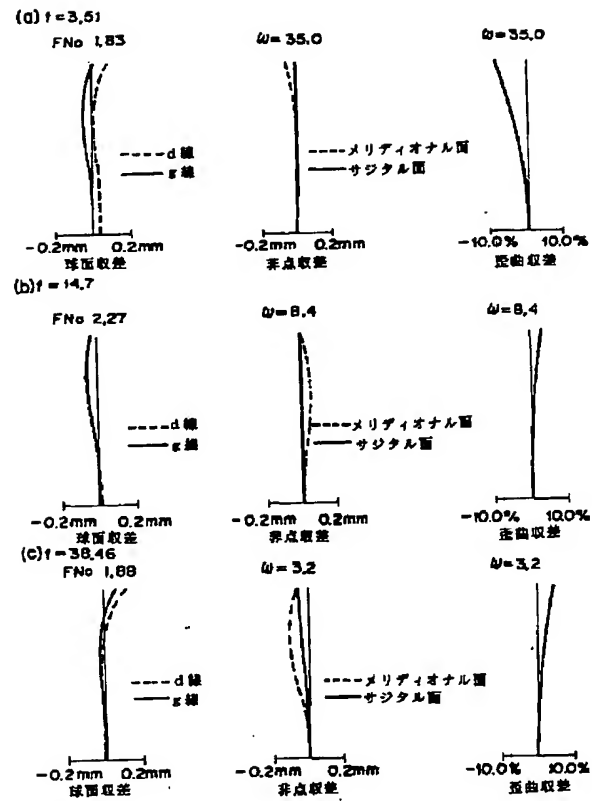 (a) f=3,51
FNo 1,83
ω=35.0
ω=35.0
d線
g線
メリディオナル面
サジタル面
-0.2mm 0.2mm
球面収差
-0.2mm 0.2mm
非点収差
-10.0% 10.0%
歪曲収差
(b) f=14.7
FNo 2,27
ω=8,4
ω=8,4
d線
g線
メリディオナル面
サジタル面
-0.2mm 0.2mm
球面収差
-0.2mm 0.2mm
非点収差
-10.0% 10.0%
歪曲収差
(c) f=38,46
FNo 1,88
ω=3,2
ω=3,2
d線
g線
メリディオナル面
サジタル面
-0.2mm 0.2mm
球面収差
-0.2mm 0.2mm
非点収差
-10.0% 10.0%
歪曲収差